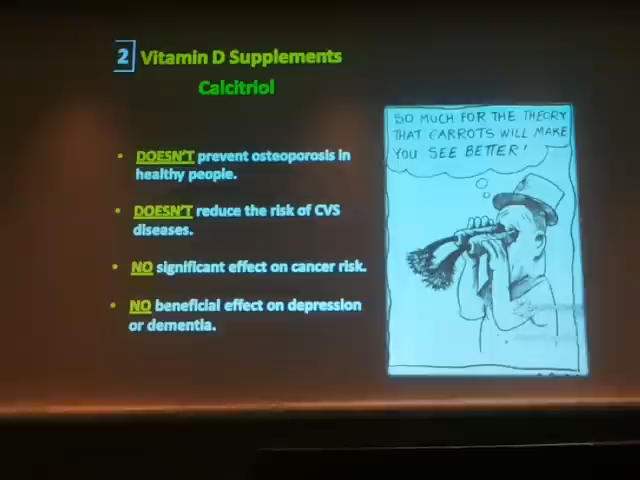 2 Vitamin D Supplements
Calcitriol
• DOESN'T prevent osteoporosis in
healthy people.
• DOESN'T reduce the risk of CVS
diseases.
• NO significant effect on cancer risk.
• NO beneficial effect on depression
or dementia.
SO MUCH FOR THE THEORY
THAT CARROTS WILL MAKE
YOU SEE BETTER!